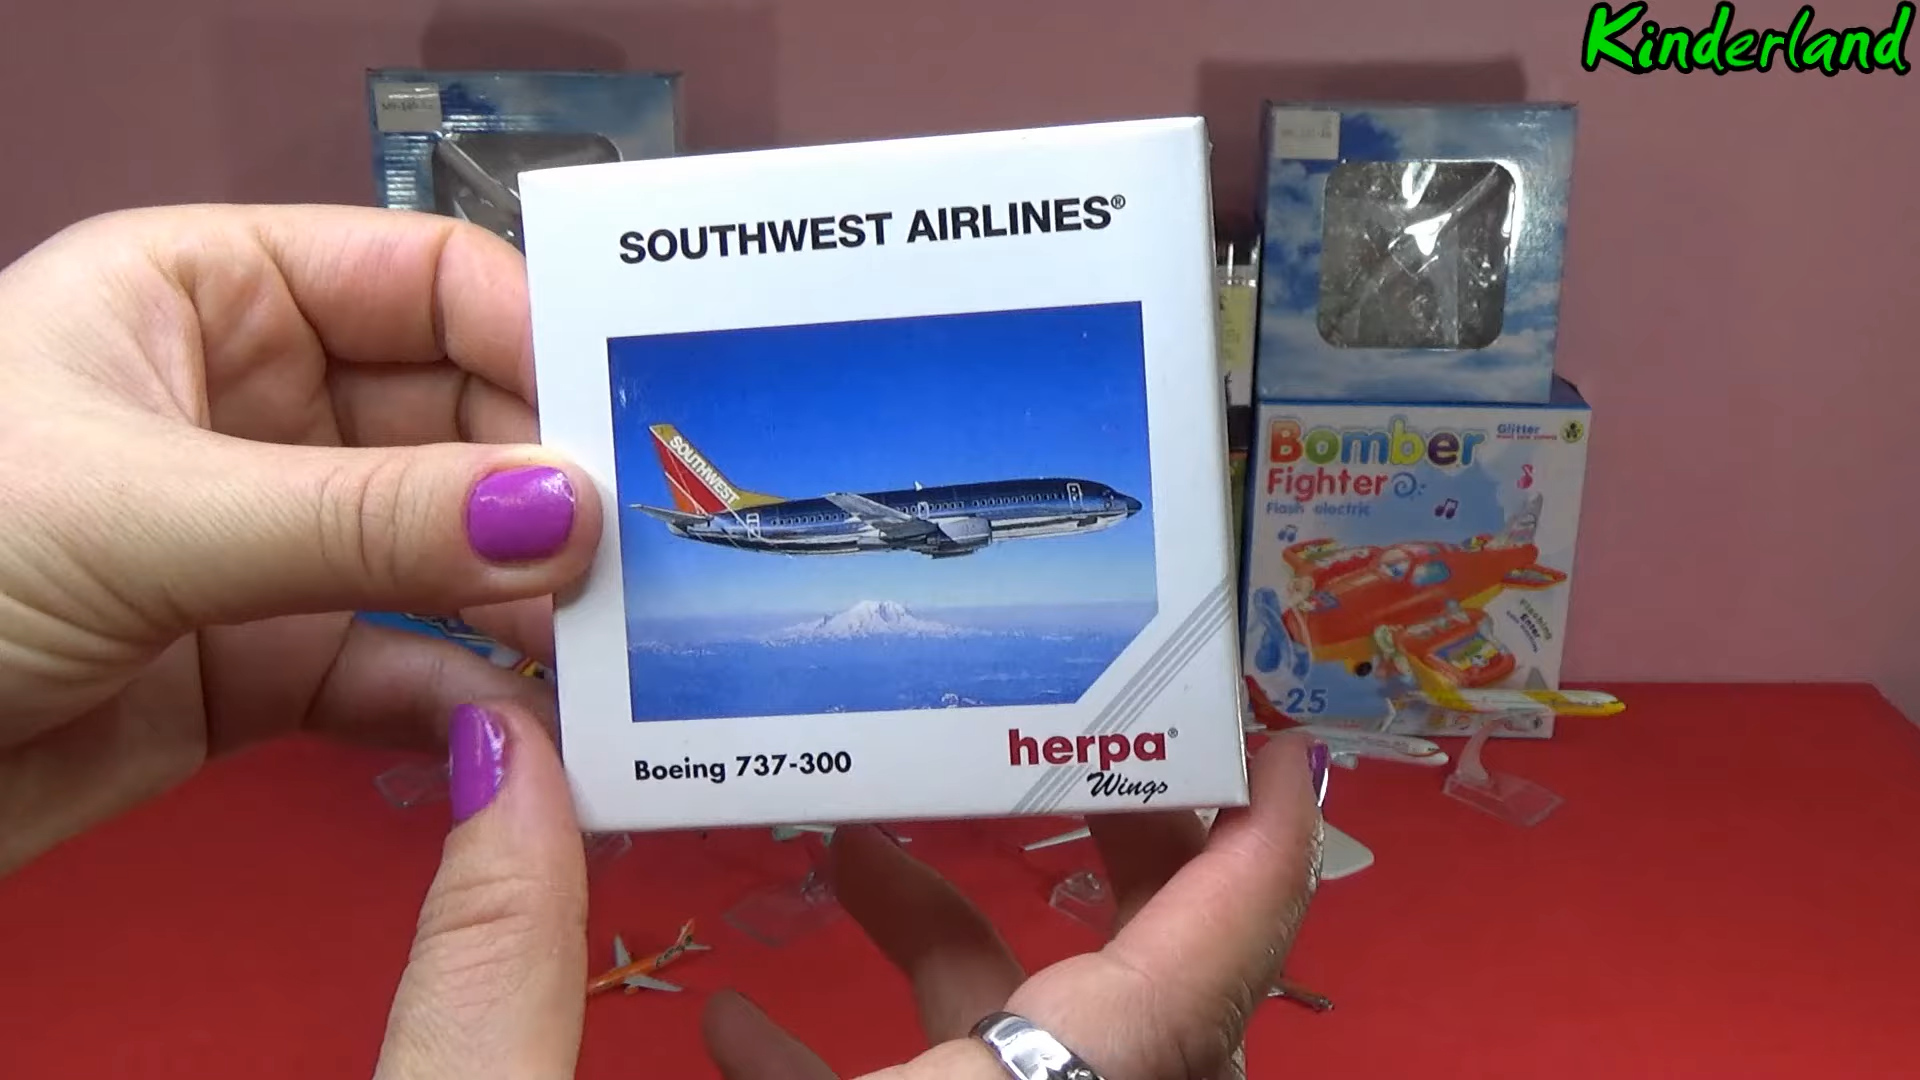 Kinderland
SOUTHWEST AIRLINES®
SOUTHWEST
Boeing 737-300
herpa®
Wings
Bomber
Fighter
Flash electric
Glitter
-25